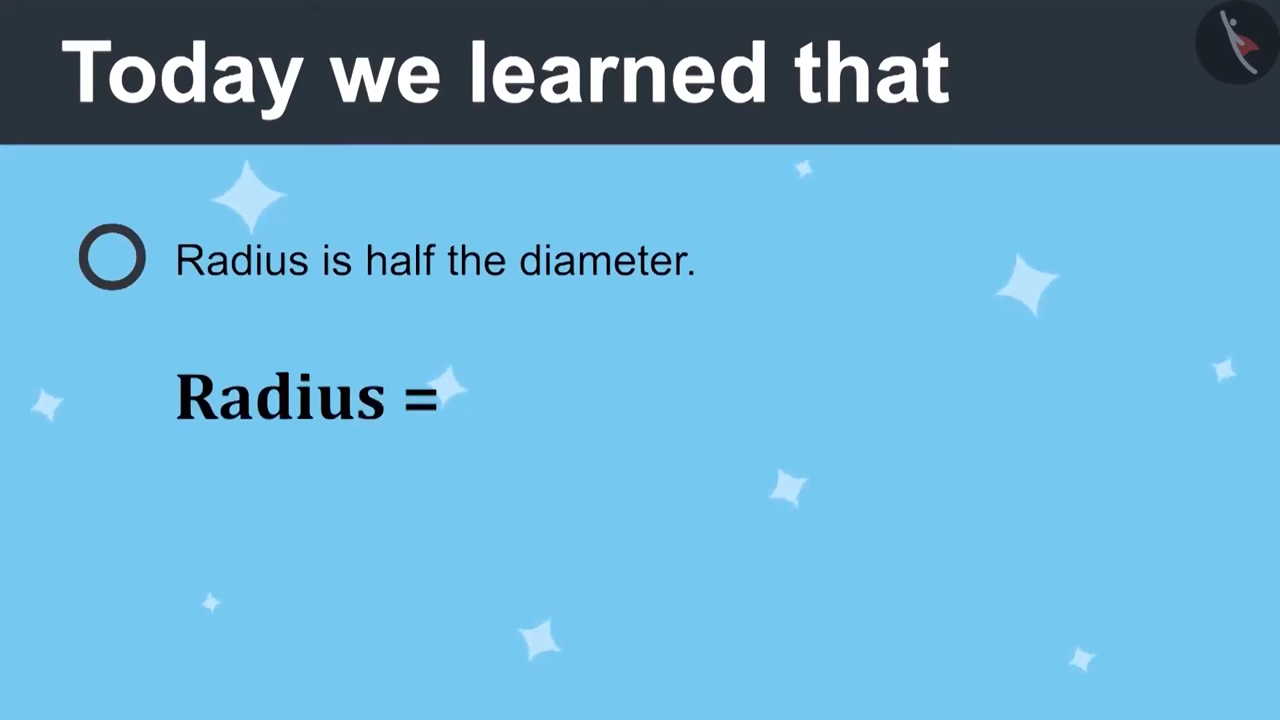 Today we learned that
Radius is half the diameter.
Radius =